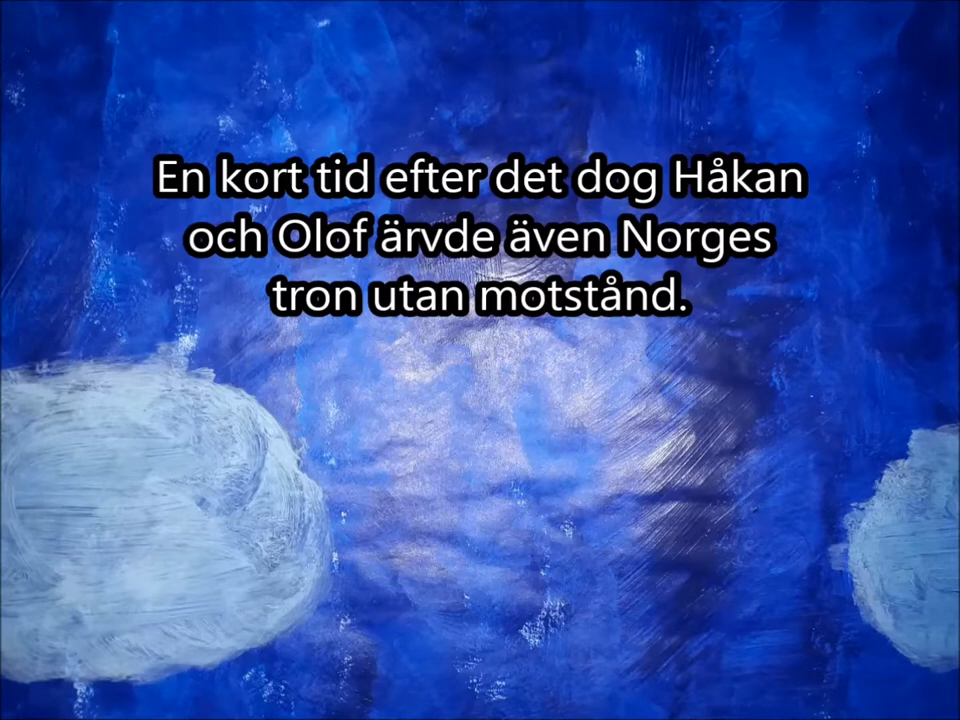 En kort tid efter det dog Håkan
och Olof ärvde även Norges
tron utan motstånd.